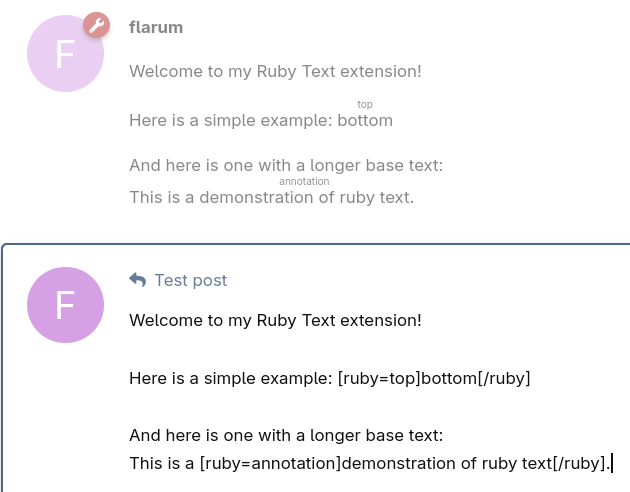 F
flarum
Welcome to my Ruby Text extension!
top
Here is a simple example: bottom
And here is one with a longer base text:
annotation
This is a demonstration of ruby text.
F
Test post
Welcome to my Ruby Text extension!
Here is a simple example: [ruby=top]bottom[/ruby]
And here is one with a longer base text:
This is a [ruby=annotation]demonstration of ruby text[/ruby].